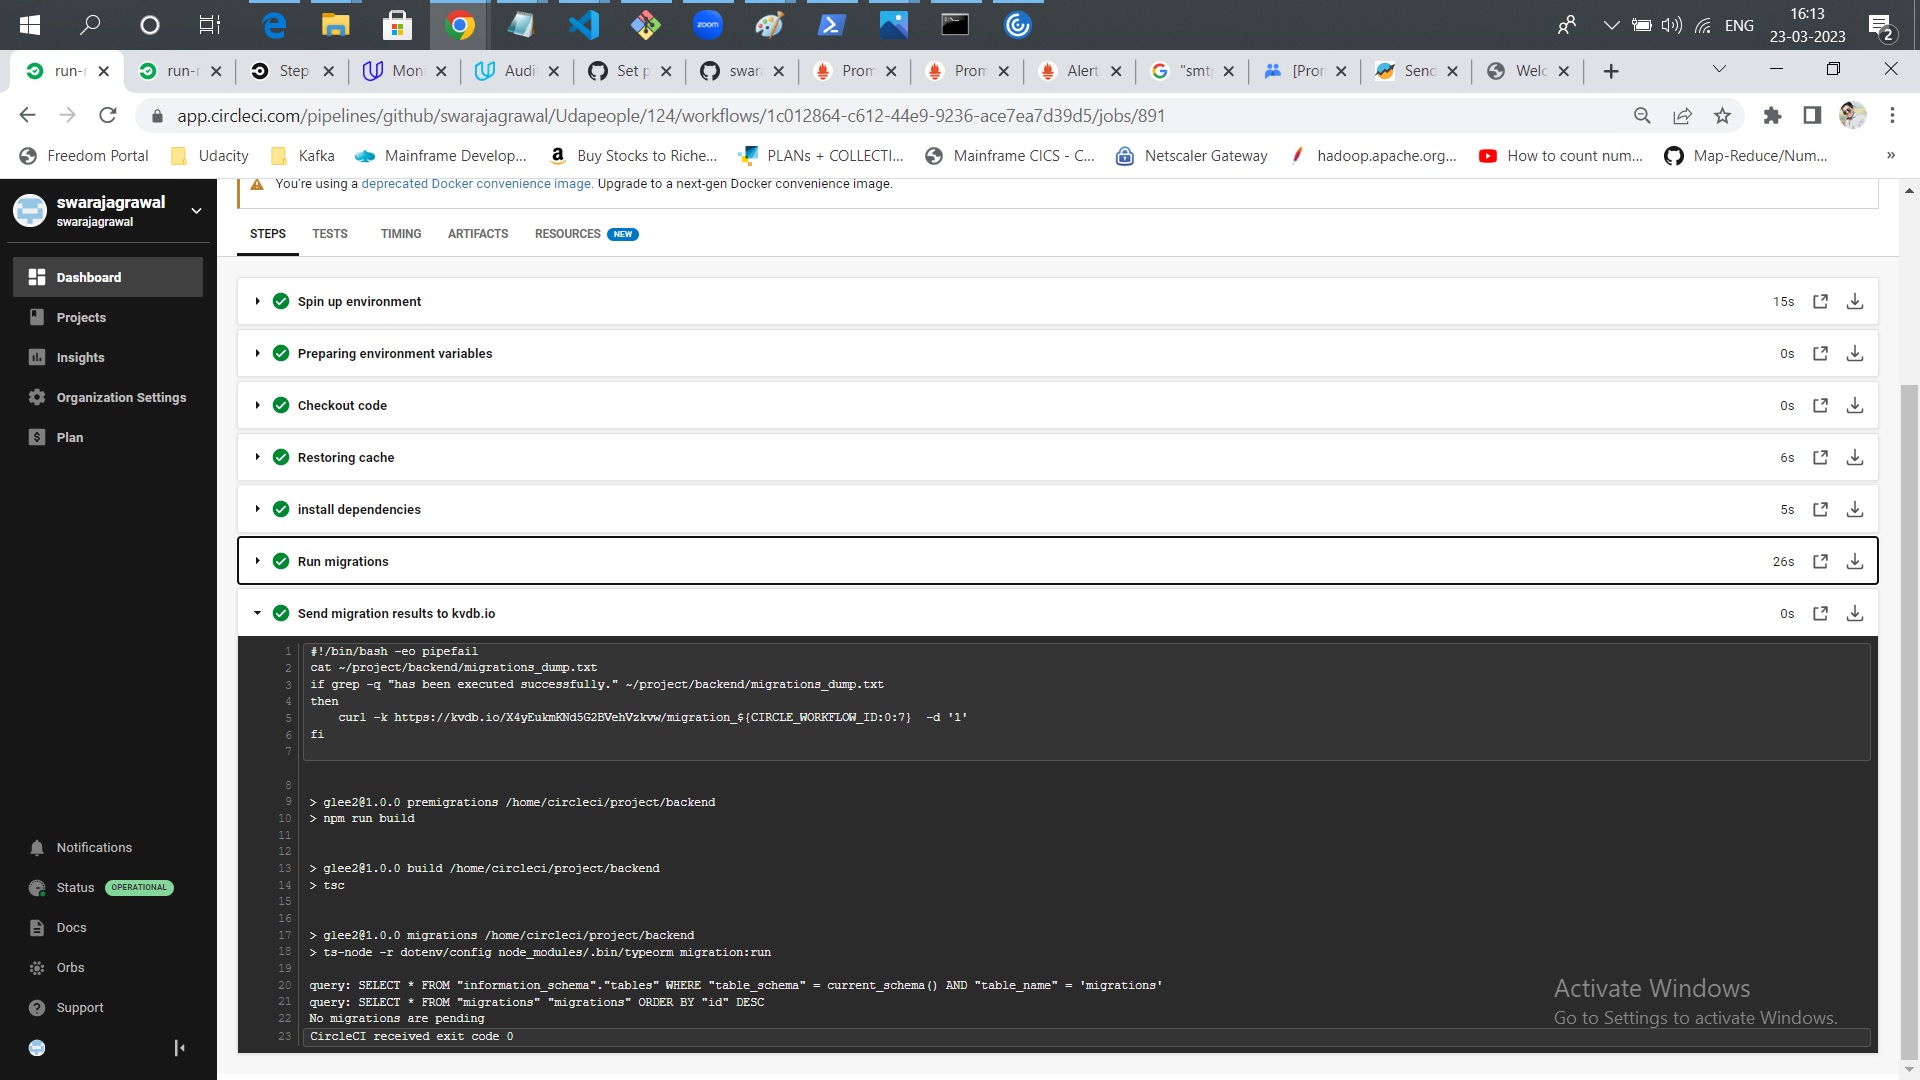 zoom
ENG
16:13
23-03-2023
2
run-r
run-r
Step
Moni
Audi
Set p
swara
Prom
Prom
Alert
"smt
[Pror
Send
Welc
app.circleci.com/pipelines/github/swarajagrawal/Udapeople/124/workflows/1c012864-c612-44e9-9236-ace7ea7d39d5/jobs/891
Freedom Portal
Udacity
Kafka
Mainframe Develop...
Buy Stocks to Riche...
PLANs + COLLECTI...
Mainframe CICS - C...
Netscaler Gateway
hadoop.apache.org...
How to count num...
Map-Reduce/Num...
»
swarajagrawal
swarajagrawal
Dashboard
Projects
Insights
Organization Settings
Plan
Notifications
Status OPERATIONAL
Docs
Orbs
Support
You're using a deprecated Docker convenience image. Upgrade to a next-gen Docker convenience image.
STEPS TESTS TIMING ARTIFACTS RESOURCES NEW
Spin up environment 15s
Preparing environment variables 0s
Checkout code 0s
Restoring cache 6s
install dependencies 5s
Run migrations 26s
Send migration results to kvdb.io 0s
1 #!/bin/bash -eo pipefail
2 cat ~/project/backend/migrations_dump.txt
3 if grep -q "has been executed successfully." ~/project/backend/migrations_dump.txt
4 then
5 curl -k https://kvdb.io/X4yEukmKNd5G2BVehVzkvw/migration_${CIRCLE_WORKFLOW_ID:0:7} -d '1'
6 fi
7
8
9 > glee2@1.0.0 premigrations /home/circleci/project/backend
10 > npm run build
11
12
13 > glee2@1.0.0 build /home/circleci/project/backend
14 > tsc
15
16
17 > glee2@1.0.0 migrations /home/circleci/project/backend
18 > ts-node -r dotenv/config node_modules/.bin/typeorm migration:run
19
20 query: SELECT * FROM "information_schema"."tables" WHERE "table_schema" = current_schema() AND "table_name" = 'migrations'
21 query: SELECT * FROM "migrations" "migrations" ORDER BY "id" DESC
22 No migrations are pending
23 CircleCI received exit code 0
Activate Windows
Go to Settings to activate Windows.